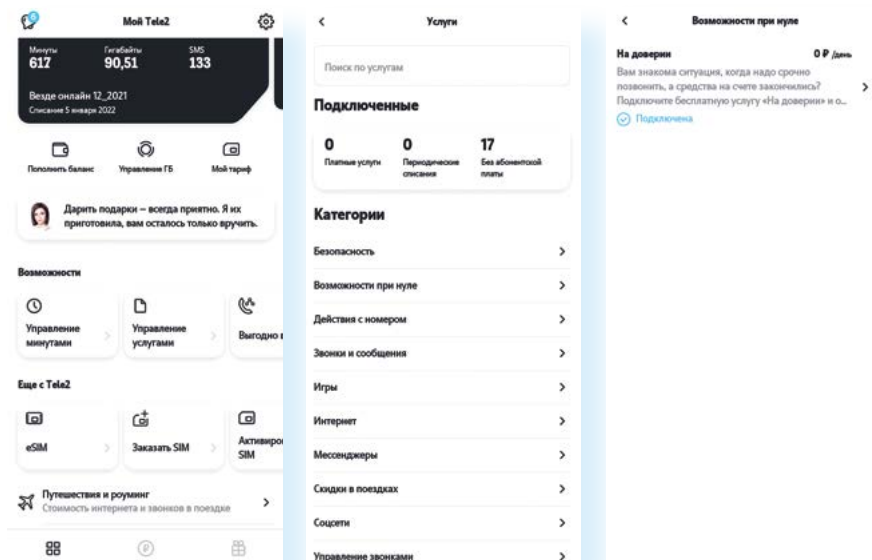 6
Мой Tele2
Минуты
617
Гигабайты
90,51
SMS
133
Везде онлайн 12_2021
Списание 5 января 2022
Пополнить баланс
Управление ГБ
Мой тариф
Дарить подарки – всегда приятно. Я их
приготовила, вам осталось только вручить.
Возможности
Управление
минутами
Управление
услугами
Выгодно
Еще с Tele2
eSIM
Заказать SIM
Активиро
SIM
Путешествия и роуминг
Стоимость интернета и звонков в поездке
Услуги
Поиск по услугам
Подключенные
0
Платные услуги
0
Периодические
списания
17
Без абонентской
платы
Категории
Безопасность
Возможности при нуле
Действия с номером
Звонки и сообщения
Игры
Интернет
Мессенджеры
Скидки в поездках
Соцсети
Управление звонками
Возможности при нуле
На доверии 0 ₽ /день
Вам знакома ситуация, когда надо срочно
позвонить, а средства на счете закончились?
Подключите бесплатную услугу «На доверии» и о...
Подключена